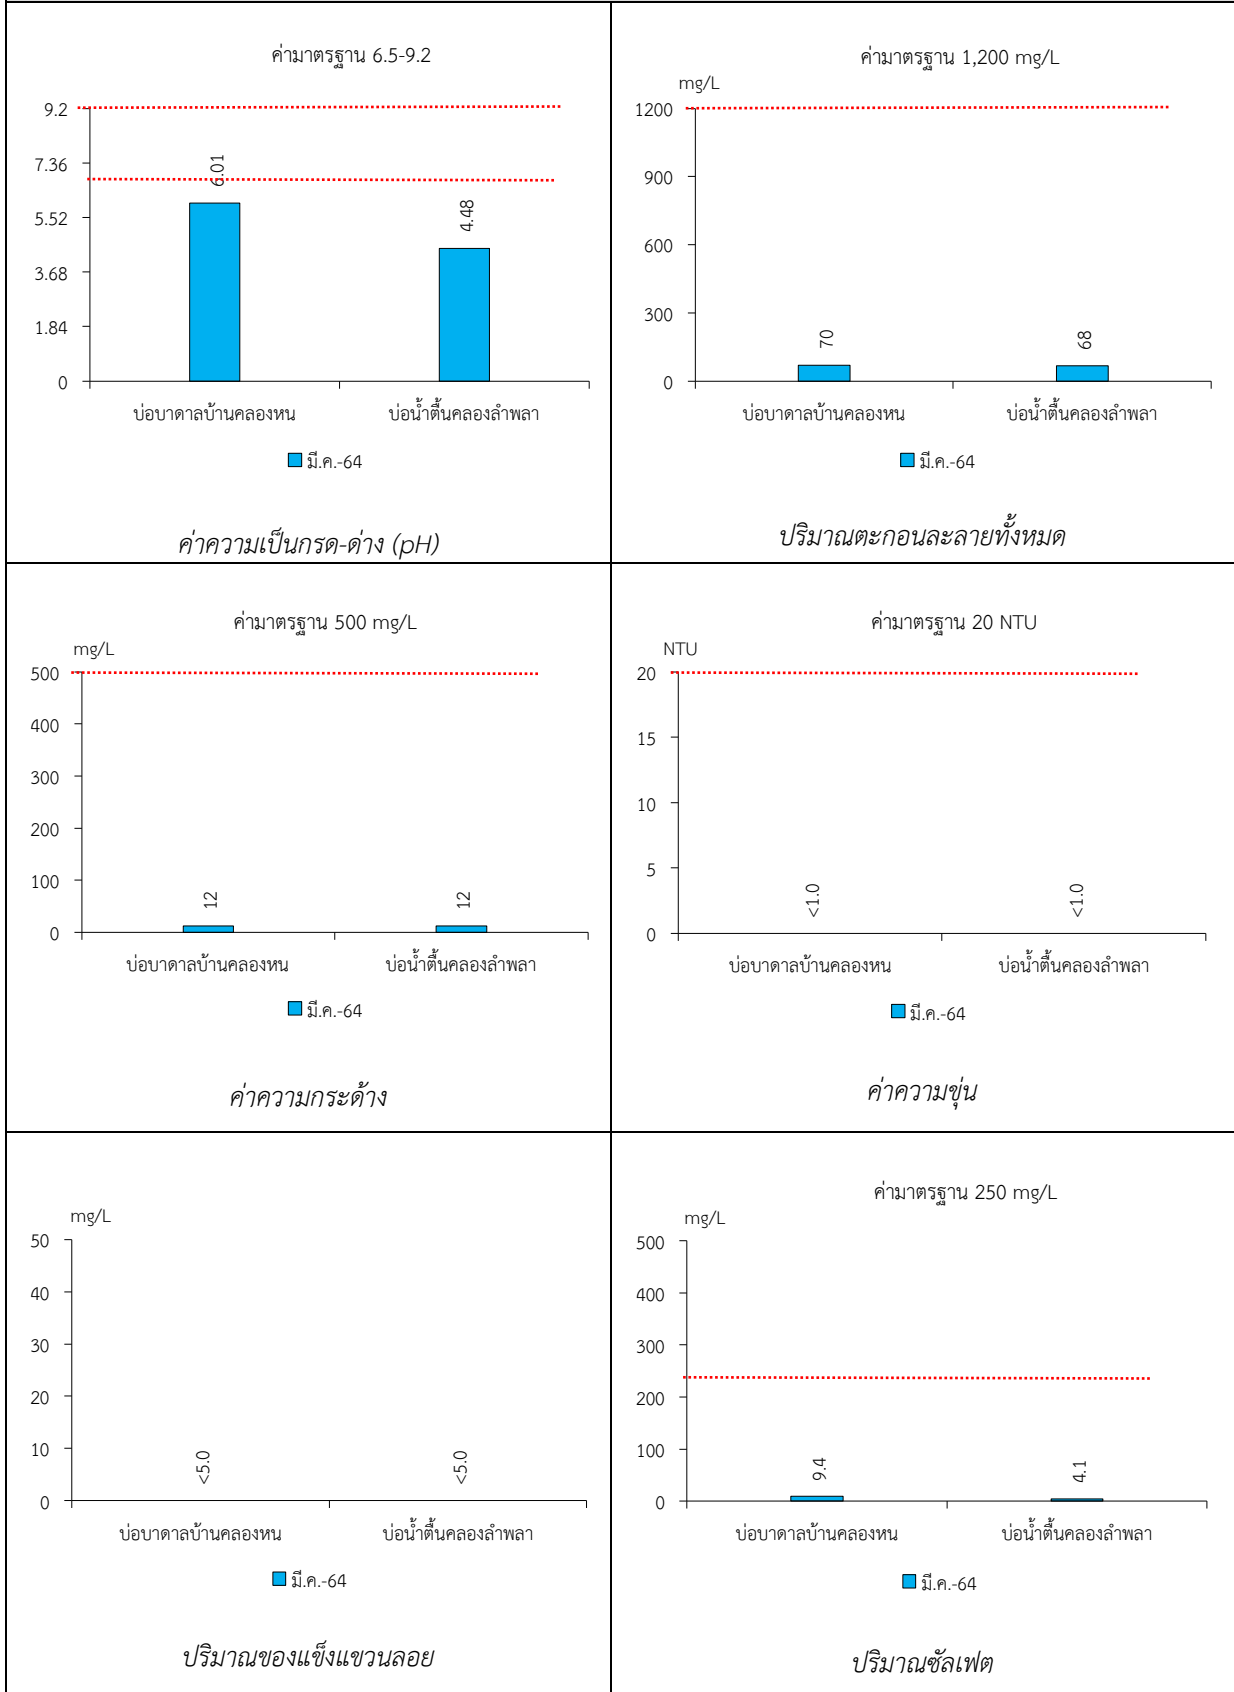 ค่ามาตรฐาน 6.5-9.2
9.2
7.36
5.52
3.68
1.84
0
6.01
4.48
บ่อบาดาลบ้านคลองหน
บ่อน้ำตื้นคลองลำพลา
มี.ค.-64
ค่าความเป็นกรด-ด่าง (pH)
ค่ามาตรฐาน 1,200 mg/L
mg/L
1200
900
600
300
0
70
68
บ่อบาดาลบ้านคลองหน
บ่อน้ำตื้นคลองลำพลา
มี.ค.-64
ปริมาณตะกอนละลายทั้งหมด
ค่ามาตรฐาน 500 mg/L
mg/L
500
400
300
200
100
0
12
12
บ่อบาดาลบ้านคลองหน
บ่อน้ำตื้นคลองลำพลา
มี.ค.-64
ค่าความกระด้าง
ค่ามาตรฐาน 20 NTU
NTU
20
15
10
5
0
<1.0
<1.0
บ่อบาดาลบ้านคลองหน
บ่อน้ำตื้นคลองลำพลา
มี.ค.-64
ค่าความขุ่น
mg/L
50
40
30
20
10
0
<5.0
<5.0
บ่อบาดาลบ้านคลองหน
บ่อน้ำตื้นคลองลำพลา
มี.ค.-64
ปริมาณของแข็งแขวนลอย
ค่ามาตรฐาน 250 mg/L
mg/L
500
400
300
200
100
0
9.4
4.1
บ่อบาดาลบ้านคลองหน
บ่อน้ำตื้นคลองลำพลา
มี.ค.-64
ปริมาณซัลเฟต